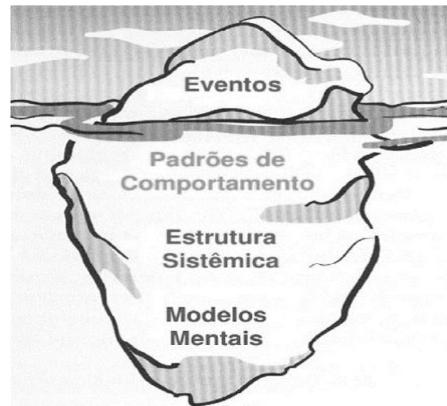 Eventos
Padrões de
Comportamento
Estrutura
Sistêmica
Modelos
Mentais